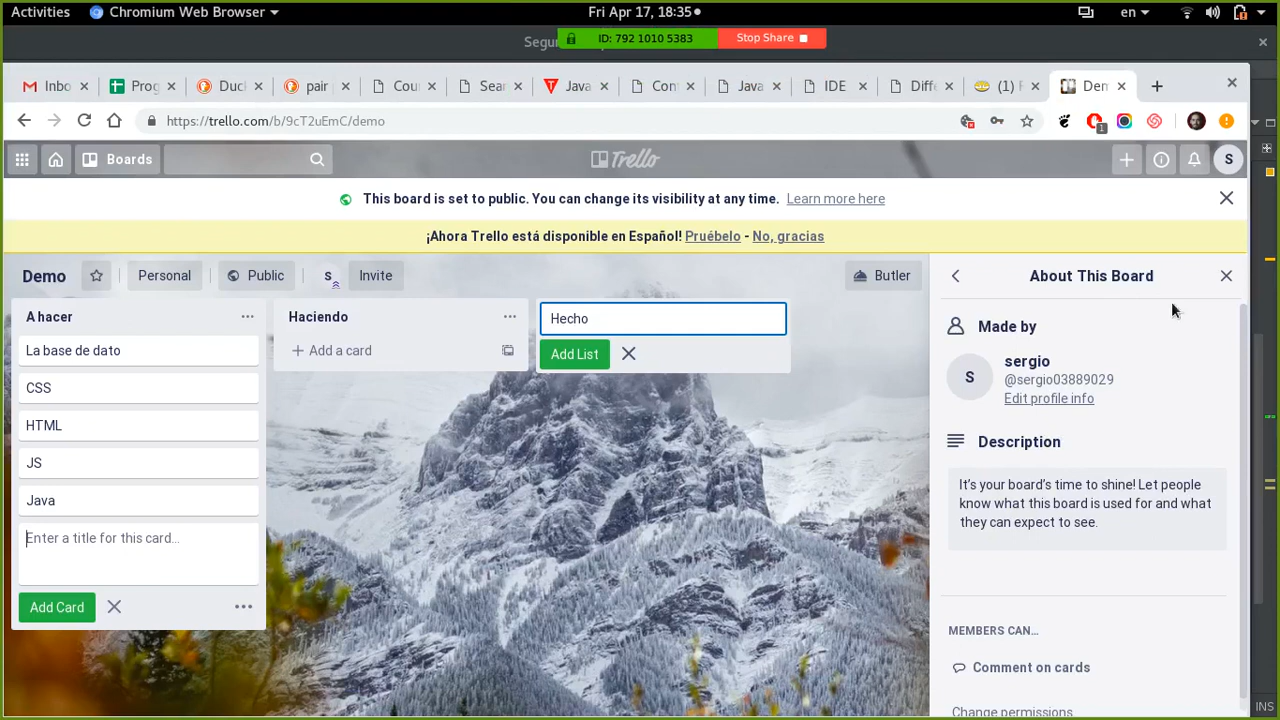 Activities
Chromium Web Browser
Fri Apr 17, 18:35
en
ID: 792 1010 5383
Stop Share
Inbo
Prog
Duck
pair
Cour
Sear
Java
Con
Java
IDE
Diffe
(1)
Den
https://trello.com/b/9cT2uEmC/demo
1
Boards
Trello
S
This board is set to public. You can change its visibility at any time. Learn more here
¡Ahora Trello está disponible en Español! Pruébelo - No, gracias
Demo
Personal
Public
S
Invite
Butler
About This Board
A hacer
La base de dato
CSS
HTML
JS
Java
Enter a title for this card...
Add Card
Haciendo
Add a card
Hecho
Add List
Made by
S
sergio
@sergio03889029
Edit profile info
Description
It's your board's time to shine! Let people
know what this board is used for and what
they can expect to see.
MEMBERS CAN...
Comment on cards
Change permissions
INS